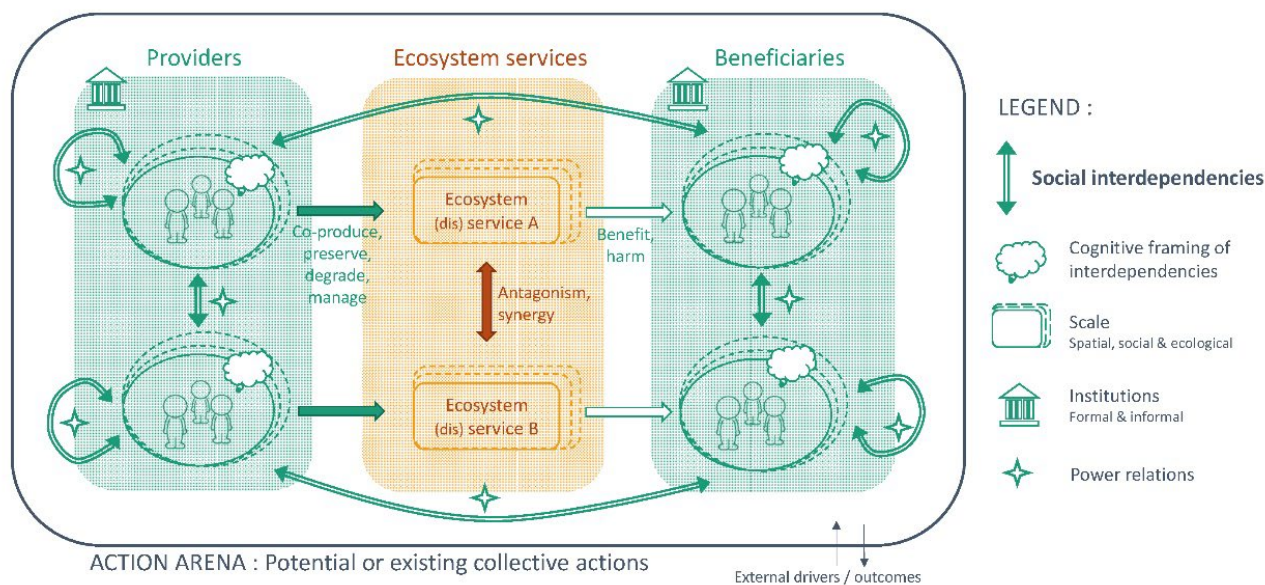 Providers
Ecosystem services
Beneficiaries
Ecosystem
(dis) service A
Co-produce,
preserve,
degrade,
manage
Benefit,
harm
Antagonism,
synergy
Ecosystem
(dis) service B
ACTION ARENA : Potential or existing collective actions
External drivers / outcomes
LEGEND :
Social interdependencies
Cognitive framing of
interdependencies
Scale
Spatial, social & ecological
Institutions
Formal & informal
Power relations